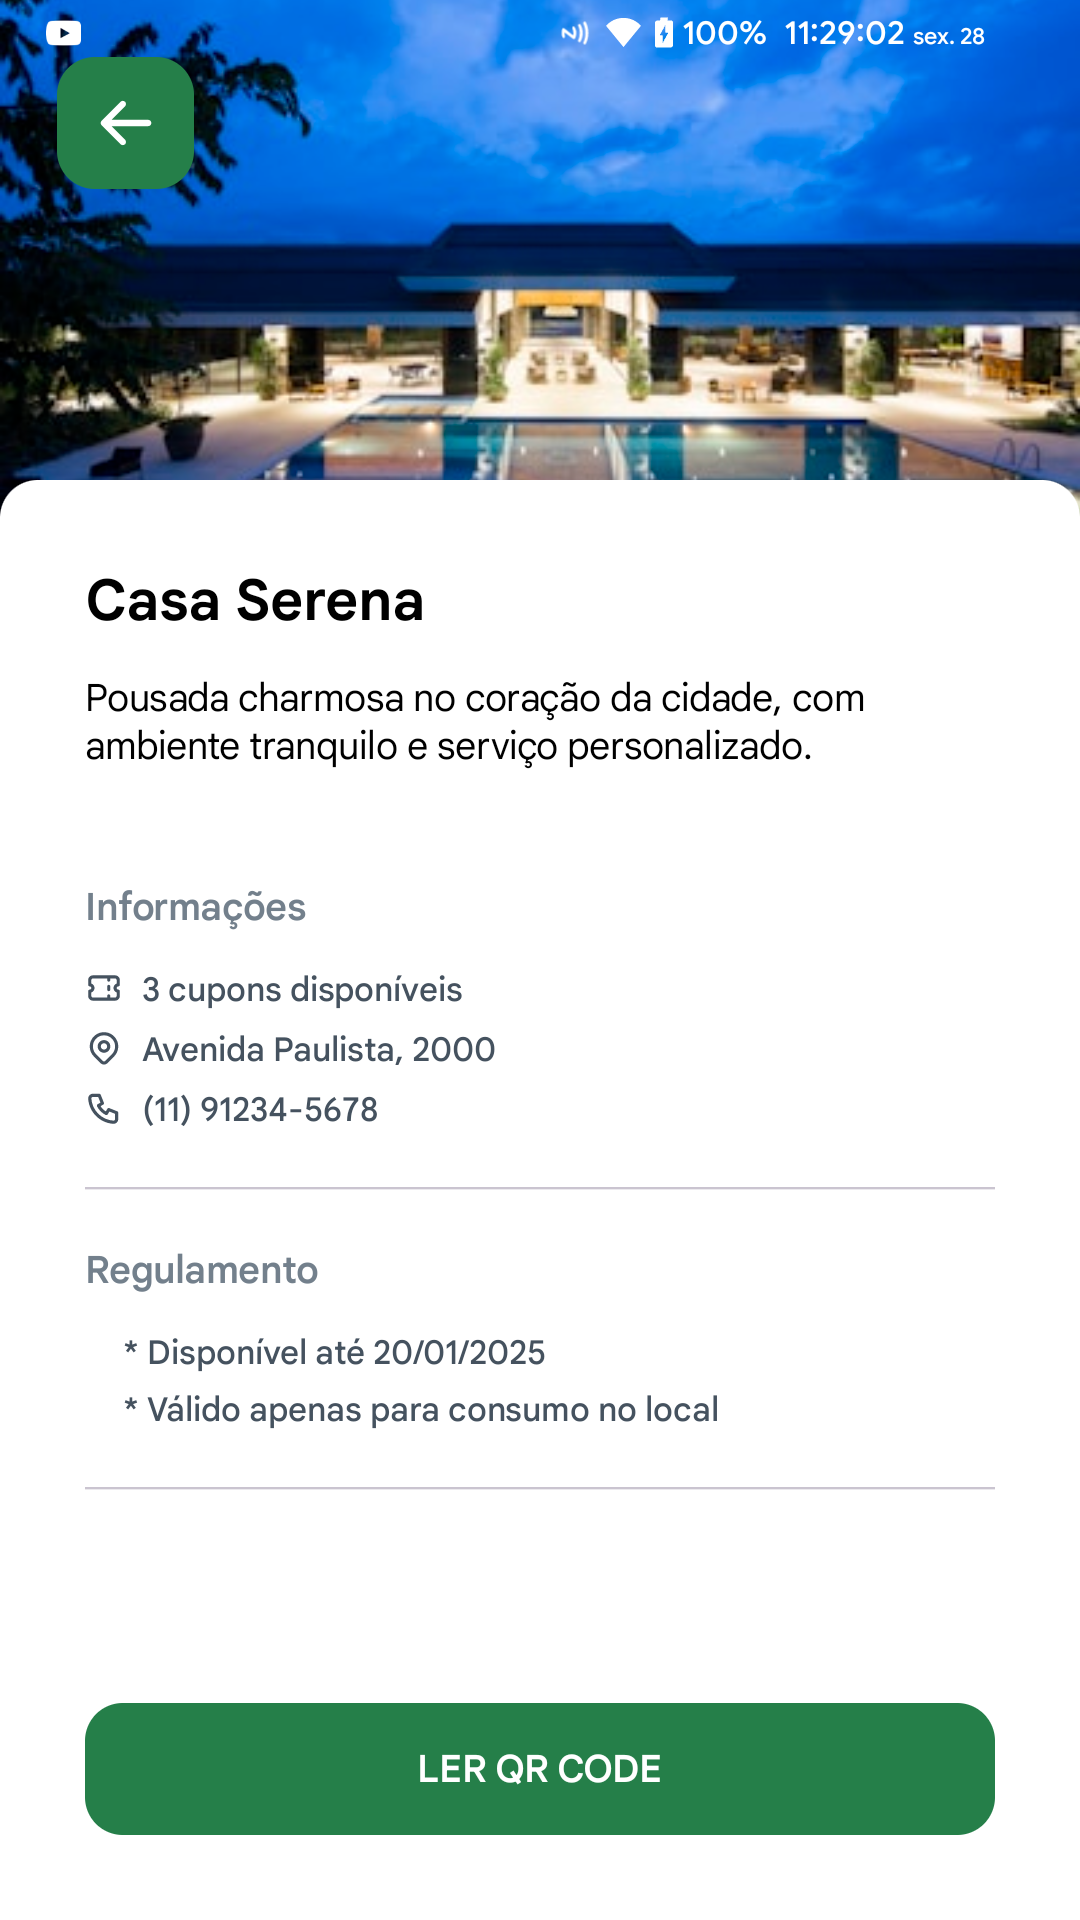 100% 11:29:02 sex. 28
Casa Serena
Pousada charmosa no coração da cidade, com
ambiente tranquilo e serviço personalizado.
Informações
3 cupons disponíveis
Avenida Paulista, 2000
(11) 91234-5678
Regulamento
* Disponível até 20/01/2025
* Válido apenas para consumo no local
LER QR CODE